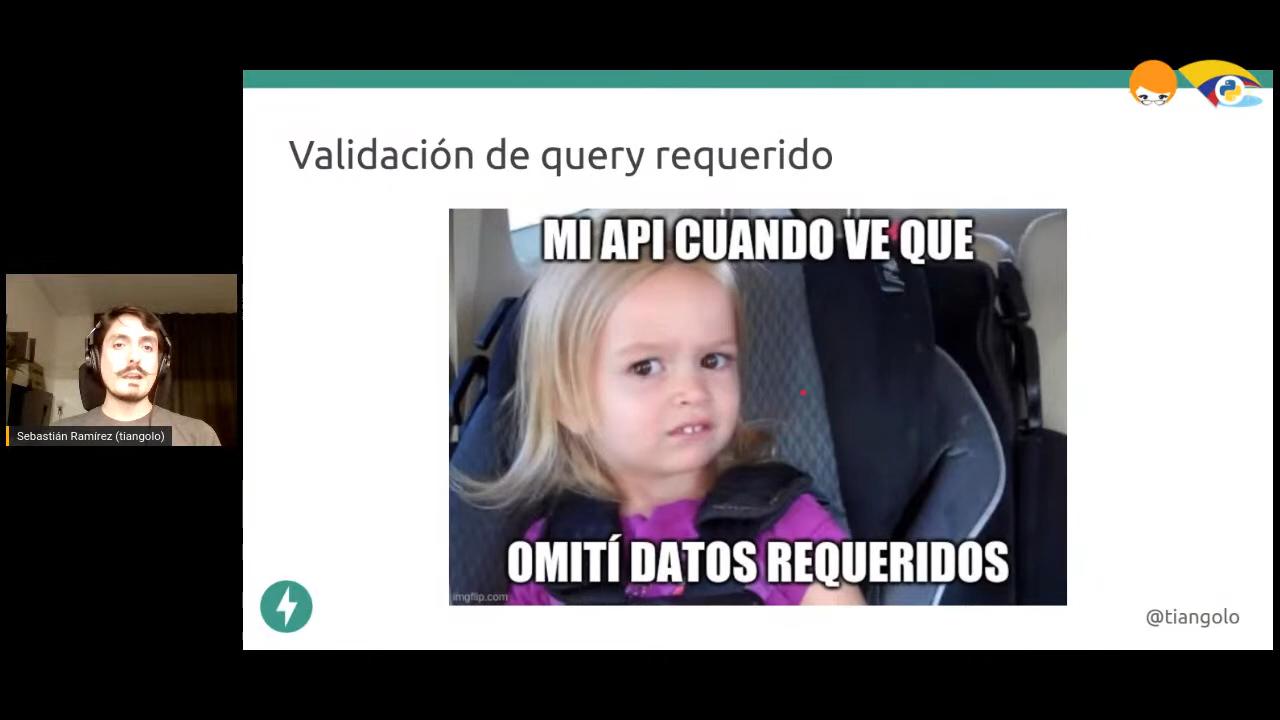 Validación de query requerido
MI API CUANDO VE QUE
OMITÍ DATOS REQUERIDOS
imgflip.com
Sebastián Ramírez (tiangolo)
@tiangolo